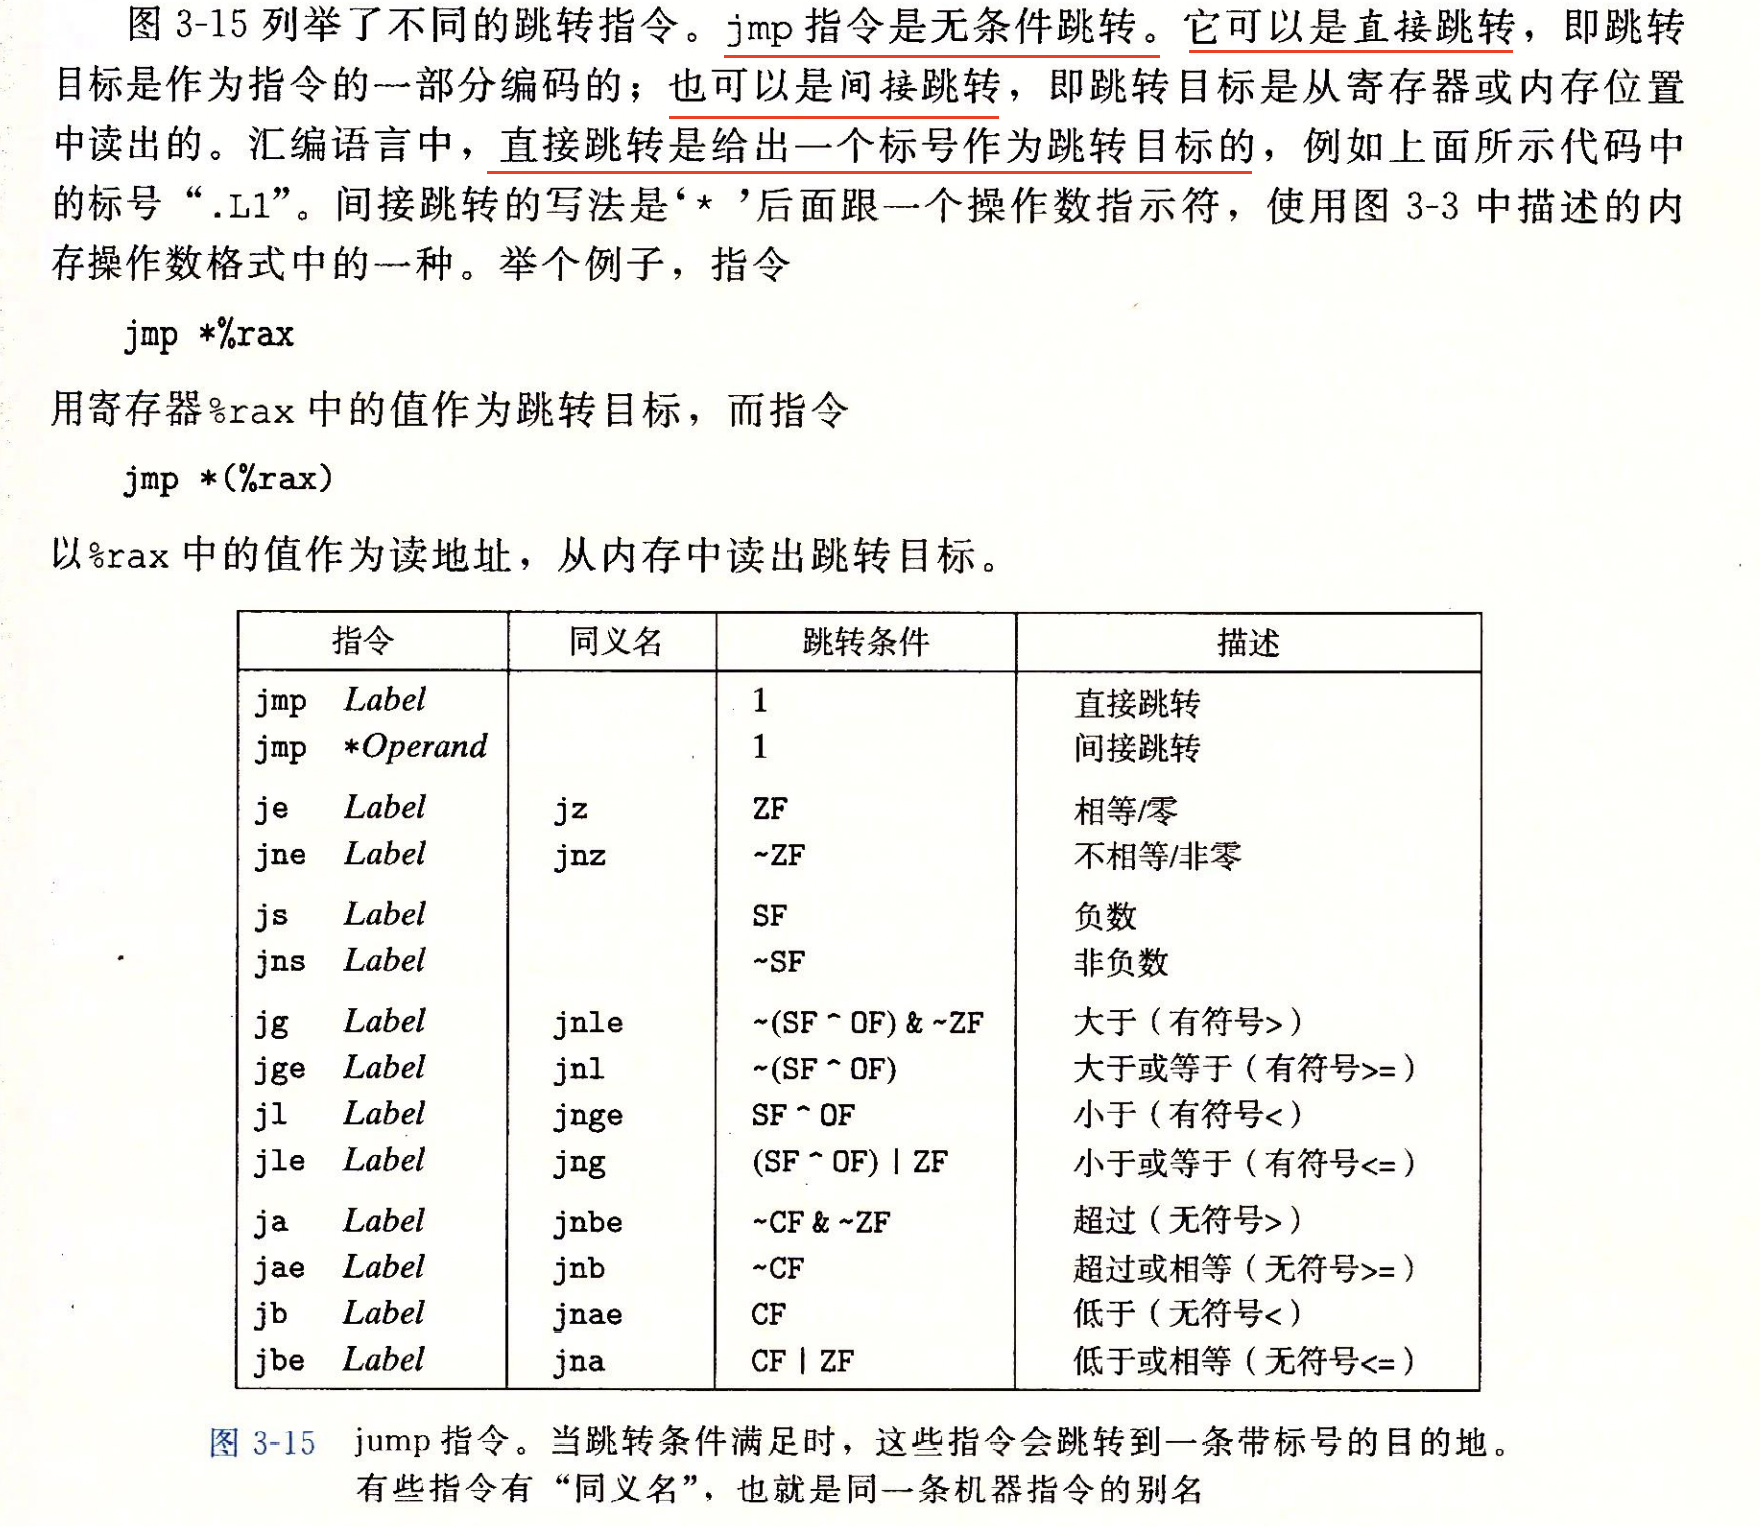 图 3-15 列举了不同的跳转指令。jmp 指令是无条件跳转。它可以是直接跳转，即跳转
目标是作为指令的一部分编码的；也可以是间接跳转，即跳转目标是从寄存器或内存位置
中读出的。汇编语言中，直接跳转是给出一个标号作为跳转目标的，例如上面所示代码中
的标号“.L1”。间接跳转的写法是‘*’后面跟一个操作数指示符，使用图 3-3 中描述的内
存操作数格式中的一种。举个例子，指令
jmp *%rax
用寄存器%rax 中的值作为跳转目标，而指令
jmp *(%rax)
以%rax 中的值作为读地址，从内存中读出跳转目标。
指令 同义名 跳转条件 描述
jmp Label 1 直接跳转
jmp *Operand 1 间接跳转
je Label jz ZF 相等/零
jne Label jnz ~ZF 不相等/非零
js Label SF 负数
jns Label ~SF 非负数
jg Label jnle ~(SF ^ OF) & ~ZF 大于（有符号>）
jge Label jnl ~(SF ^ OF) 大于或等于（有符号>=）
jl Label jnge SF ^ OF 小于（有符号<）
jle Label jng (SF ^ OF) | ZF 小于或等于（有符号<=）
ja Label jnbe ~CF & ~ZF 超过（无符号>）
jae Label jnb ~CF 超过或相等（无符号>=）
jb Label jnae CF 低于（无符号<）
jbe Label jna CF | ZF 低于或相等（无符号<=）
图 3-15 jump 指令。当跳转条件满足时，这些指令会跳转到一条带标号的目的地。
有些指令有“同义名”，也就是同一条机器指令的别名